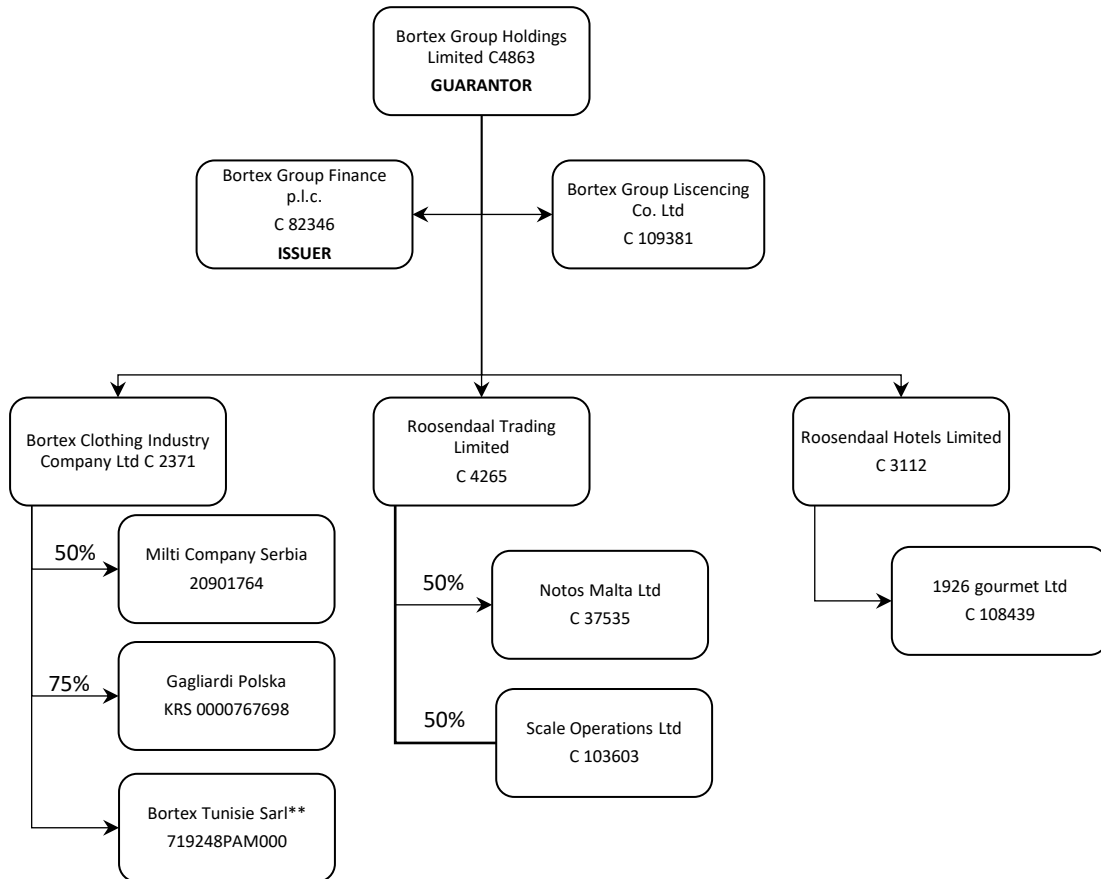 Bortex Group Holdings
Limited C4863
GUARANTOR
Bortex Group Finance
p.l.c.
C 82346
ISSUER
Bortex Group Liscencing
Co. Ltd
C 109381
Bortex Clothing Industry
Company Ltd C 2371
Roosendaal Trading
Limited
C 4265
Roosendaal Hotels Limited
C 3112
50%
Milti Company Serbia
20901764
75%
Gagliardi Polska
KRS 0000767698
Bortex Tunisie Sarl**
719248PAM000
50%
Notos Malta Ltd
C 37535
50%
Scale Operations Ltd
C 103603
1926 gourmet Ltd
C 108439